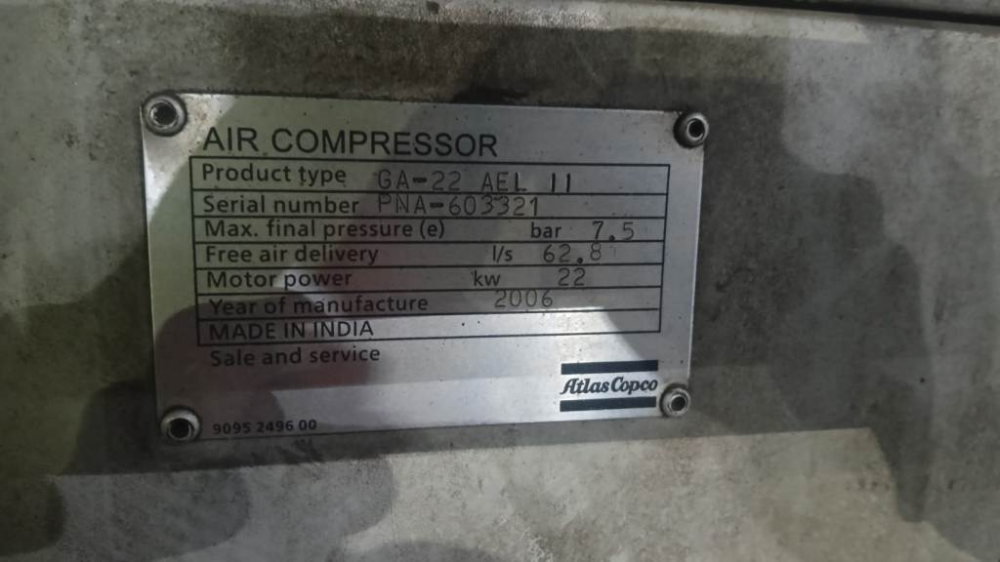 AIR COMPRESSOR
Product type GA-22 AEL II
Serial number PNA-603321
Max. final pressure (e) bar 7.5
Free air delivery l/s 62.8
Motor power kw 22
Year of manufacture 2006
MADE IN INDIA
Sale and service
Atlas Copco
9095 2496 00